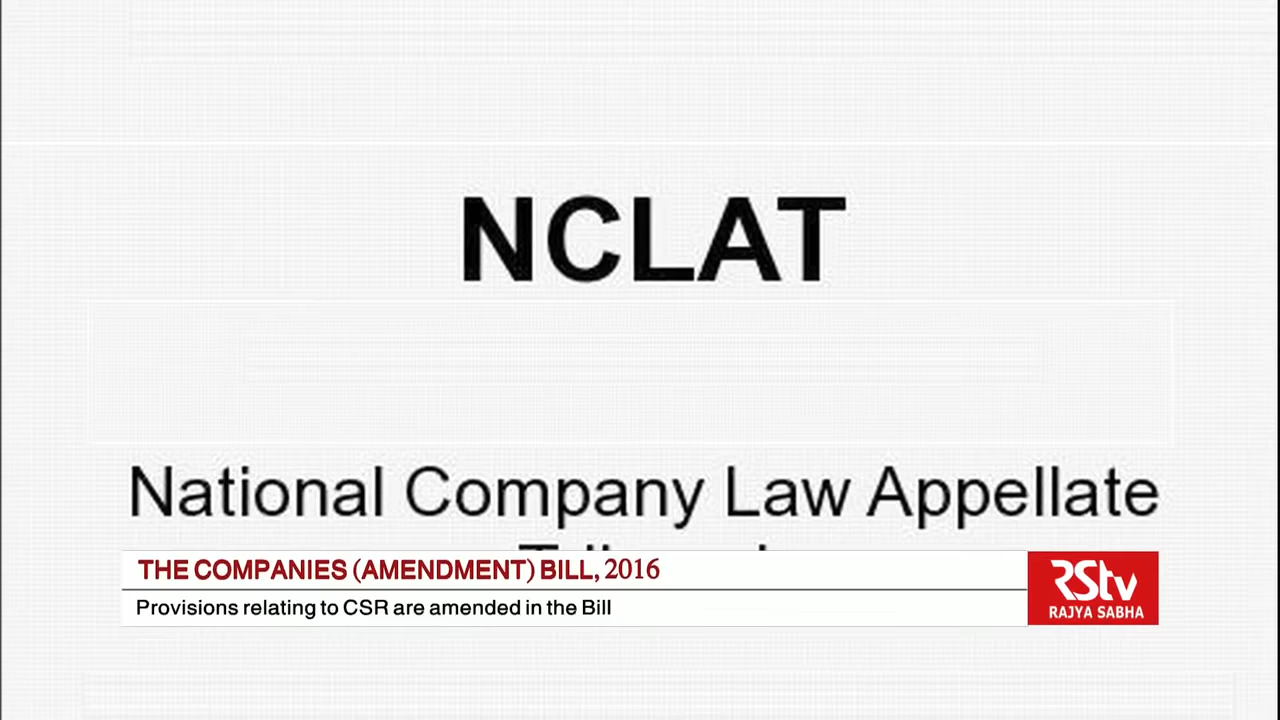 NCLAT
National Company Law Appellate
THE COMPANIES (AMENDMENT) BILL, 2016
Provisions relating to CSR are amended in the Bill
RStv
RAJYA SABHA